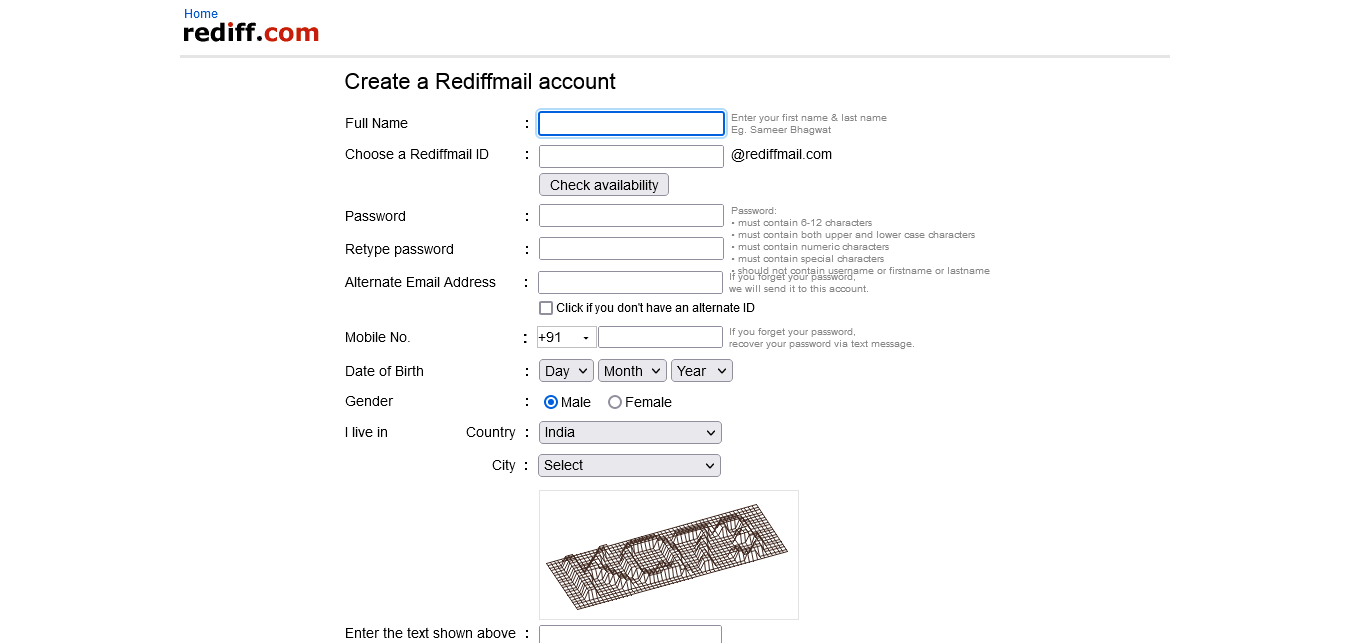 Home
rediff.com
Create a Rediffmail account
Full Name :
Enter your first name & last name
Eg. Sameer Bhagwat
Choose a Rediffmail ID : @rediffmail.com
Check availability
Password :
Password:
• must contain 6-12 characters
• must contain both upper and lower case characters
• must contain numeric characters
• must contain special characters
• should not contain username or firstname or lastname
Retype password :
Alternate Email Address :
If you forget your password,
we will send it to this account.
Click if you don't have an alternate ID
Mobile No. : +91
If you forget your password,
recover your password via text message.
Date of Birth : Day Month Year
Gender : Male Female
I live in Country : India
City : Select
Enter the text shown above :